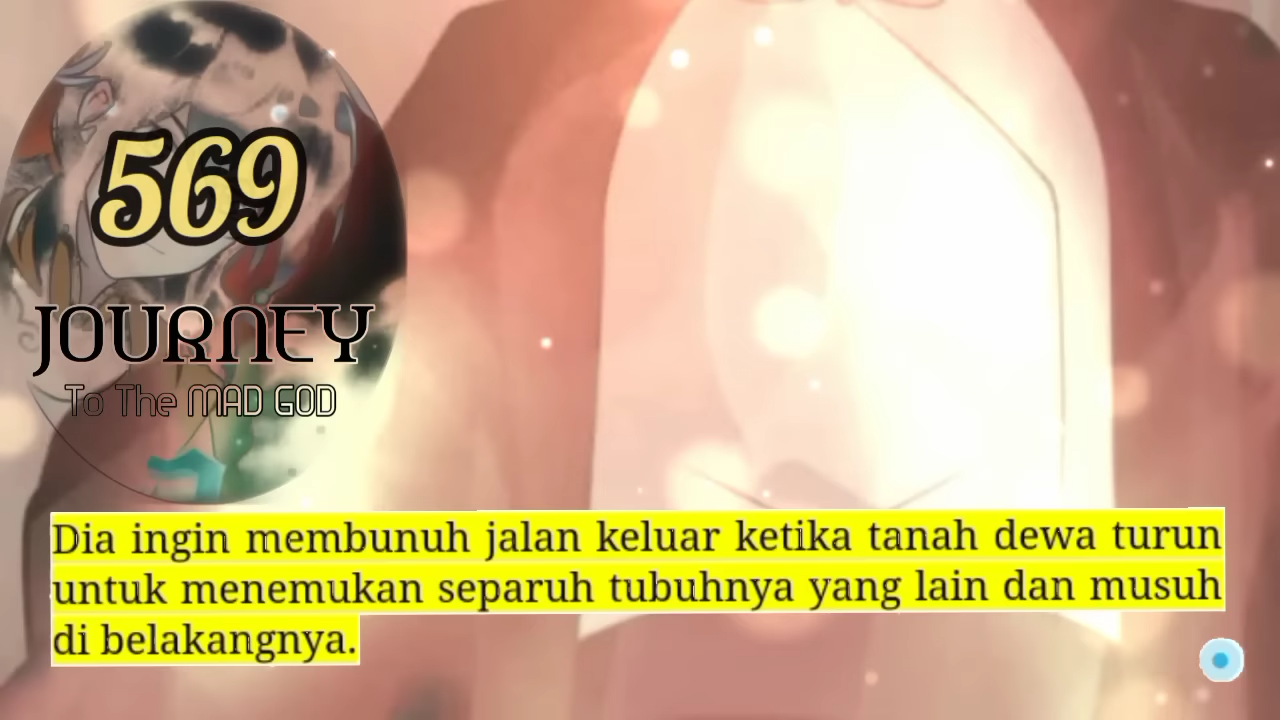 569
JOURNEY
To The MAD GOD
Dia ingin membunuh jalan keluar ketika tanah dewa turun
untuk menemukan separuh tubuhnya yang lain dan musuh
di belakangnya.